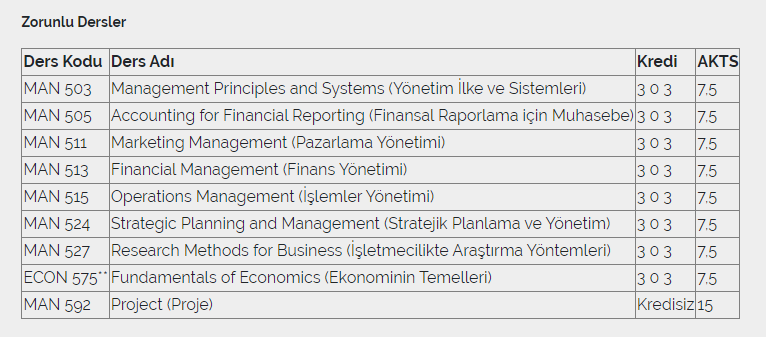 Zorunlu Dersler
Ders Kodu Ders Adı Kredi AKTS
MAN 503 Management Principles and Systems (Yönetim İlke ve Sistemleri) 3 0 3 7,5
MAN 505 Accounting for Financial Reporting (Finansal Raporlama için Muhasebe) 3 0 3 7,5
MAN 511 Marketing Management (Pazarlama Yönetimi) 3 0 3 7,5
MAN 513 Financial Management (Finans Yönetimi) 3 0 3 7,5
MAN 515 Operations Management (İşlemler Yönetimi) 3 0 3 7,5
MAN 524 Strategic Planning and Management (Stratejik Planlama ve Yönetim) 3 0 3 7,5
MAN 527 Research Methods for Business (İşletmecilikte Araştırma Yöntemleri) 3 0 3 7,5
ECON 575** Fundamentals of Economics (Ekonominin Temelleri) 3 0 3 7,5
MAN 592 Project (Proje) Kredisiz 15